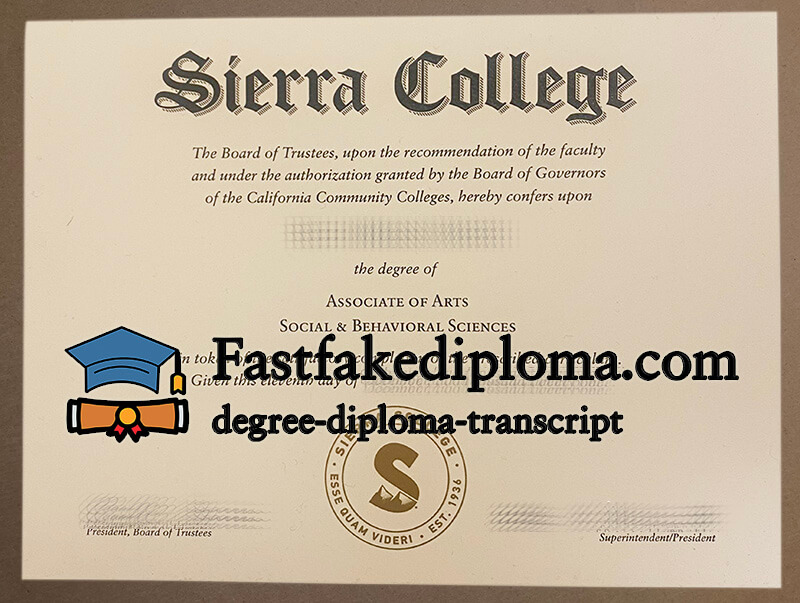 Sierra College
The Board of Trustees, upon the recommendation of the faculty
and under the authorization granted by the Board of Governors
of the California Community Colleges, hereby confers upon
the degree of
Associate of Arts
Social & Behavioral Sciences
Fastfakediploma.com
Given this eleventh day of
degree-diploma-transcript
SIERRA COLLEGE
ESSE QUAM VIDERI · EST. 1936
President, Board of Trustees
Superintendent/President